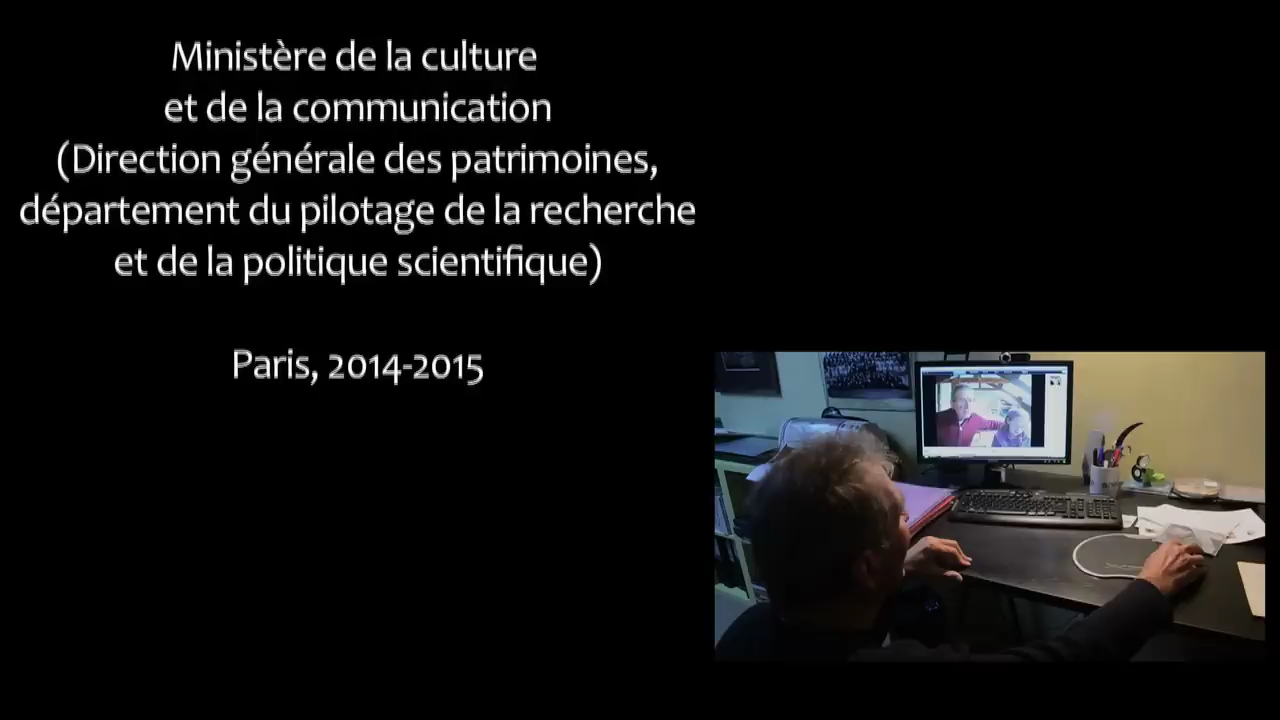 Ministère de la culture
et de la communication
(Direction générale des patrimoines,
département du pilotage de la recherche
et de la politique scientifique)
Paris, 2014-2015